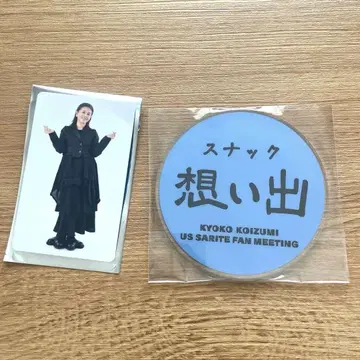 スナック
想い出
KYOKO KOIZUMI
US SARITE FAN MEETING